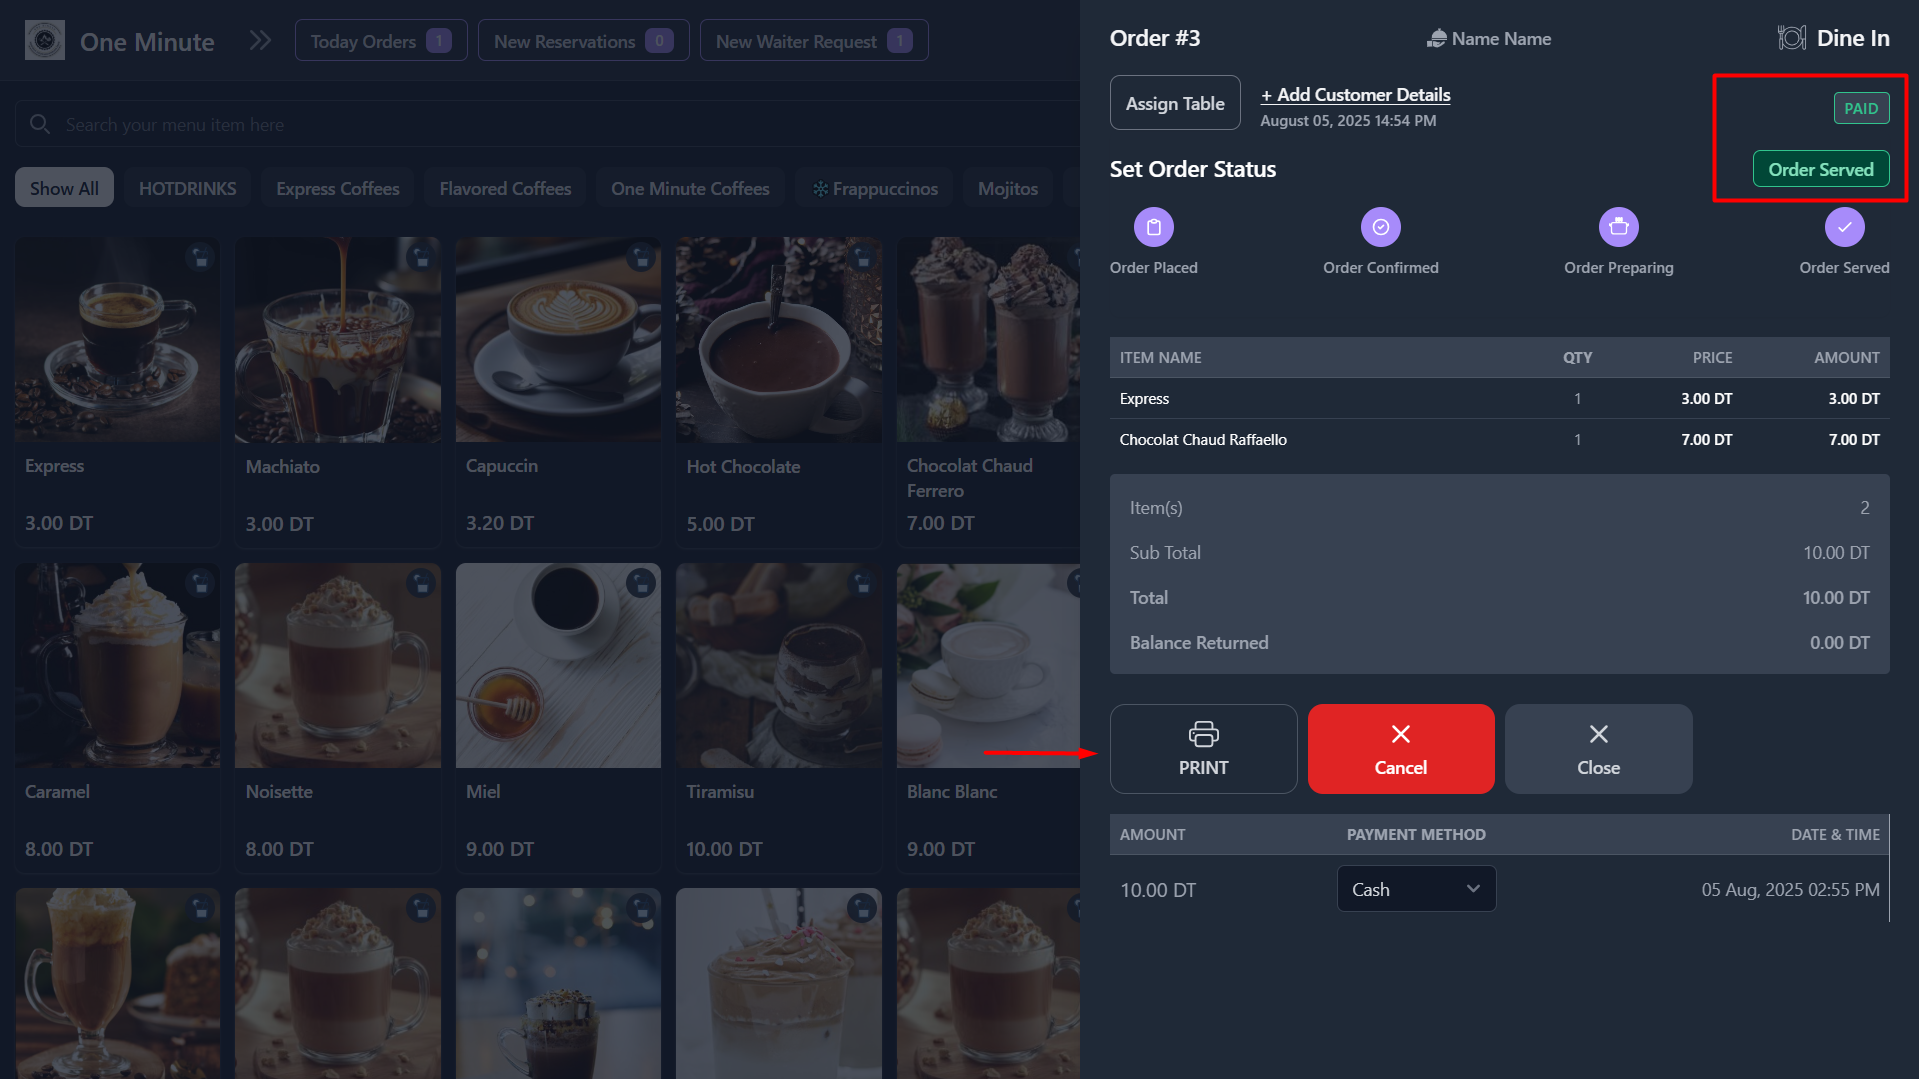 One Minute
Today Orders 1
New Reservations 0
New Waiter Request 1
Search your menu item here
Show All
HOTDRINKS
Express Coffees
Flavored Coffees
One Minute Coffees
Frappuccinos
Mojitos
Express
3.00 DT
Machiato
3.00 DT
Capuccin
3.20 DT
Hot Chocolate
5.00 DT
Chocolat Chaud
Ferrero
7.00 DT
Caramel
8.00 DT
Noisette
8.00 DT
Miel
9.00 DT
Tiramisu
10.00 DT
Blanc Blanc
9.00 DT
Order #3
Name Name
Dine In
Assign Table
+ Add Customer Details
August 05, 2025 14:54 PM
PAID
Set Order Status
Order Served
Order Placed
Order Confirmed
Order Preparing
Order Served
ITEM NAME QTY PRICE AMOUNT
Express 1 3.00 DT 3.00 DT
Chocolat Chaud Raffaello 1 7.00 DT 7.00 DT
Item(s) 2
Sub Total 10.00 DT
Total 10.00 DT
Balance Returned 0.00 DT
PRINT
Cancel
Close
AMOUNT PAYMENT METHOD DATE & TIME
10.00 DT Cash 05 Aug, 2025 02:55 PM